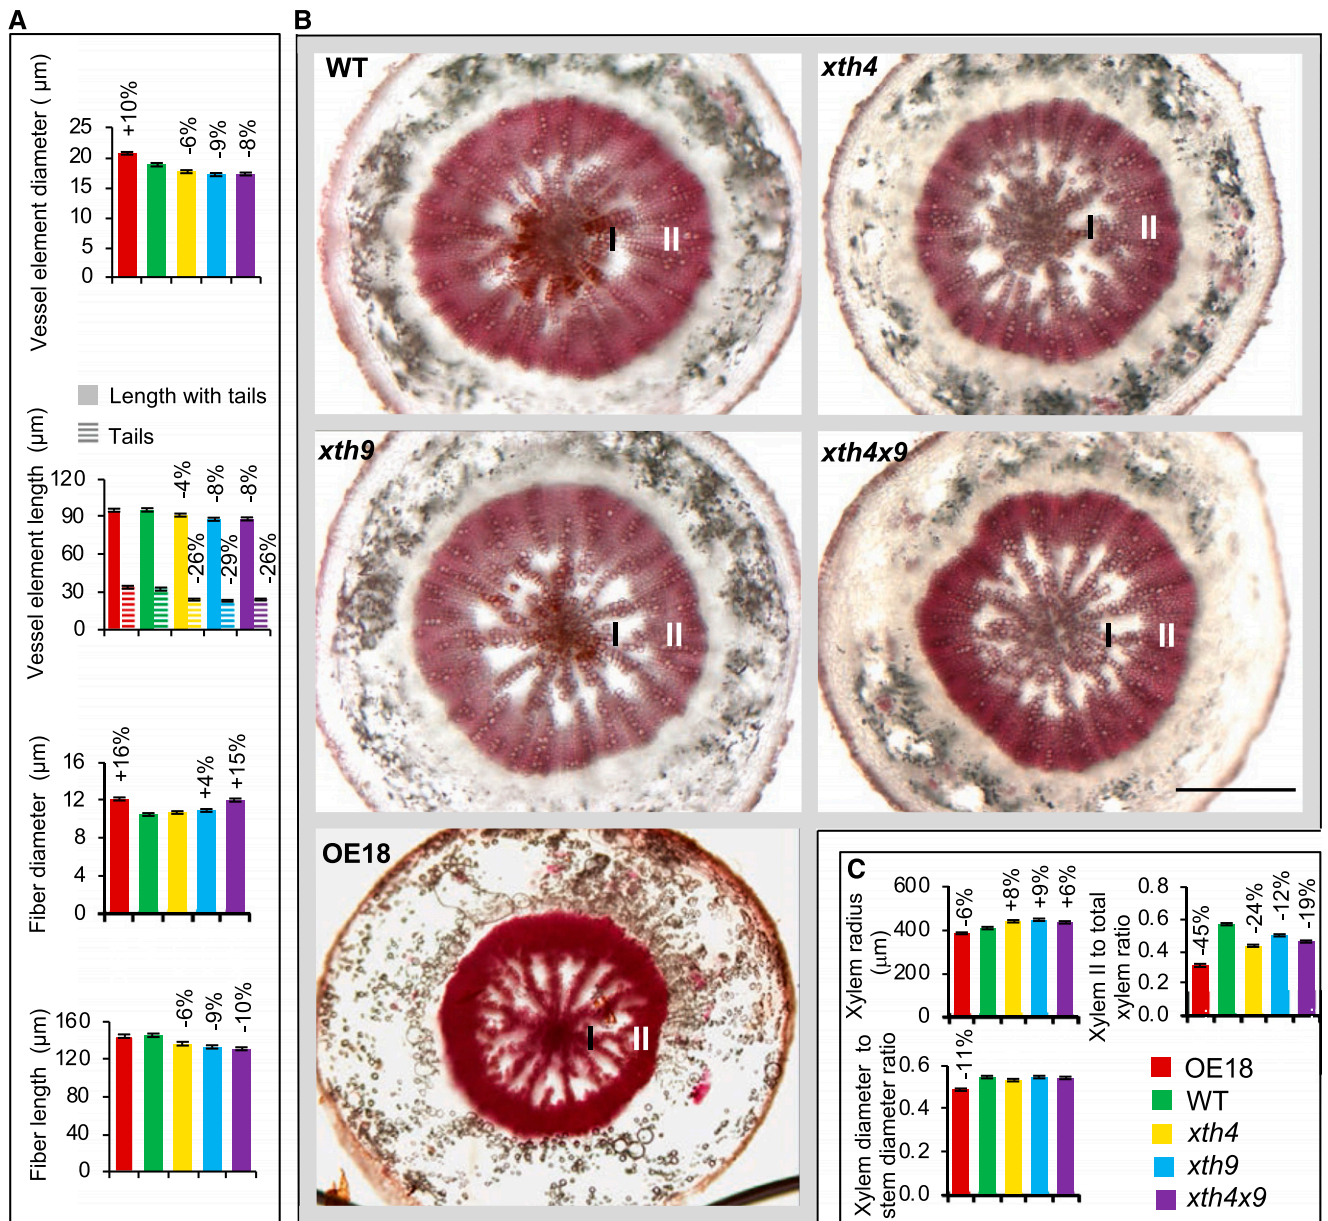 A
Vessel element diameter ( µm)
25
20
15
10
5
0
+10%
-6%
-9%
-8%
Length with tails
Tails
Vessel element length (µm)
120
90
60
30
0
-4%
-26%
-8%
-29%
-8%
-26%
Fiber diameter (µm)
16
12
8
4
0
+16%
+4%
+15%
Fiber length (µm)
160
120
80
40
0
-6%
-9%
-10%
B
WT
I
II
xth4
I
II
xth9
I
II
xth4x9
I
II
OE18
I
II
C
Xylem radius
(µm)
600
400
200
0
-6%
+8%
+9%
+6%
Xylem II to total
xylem ratio
0.8
0.6
0.4
0.2
0.0
-45%
-24%
-12%
-19%
Xylem diameter to
stem diameter ratio
0.6
0.4
0.2
0.0
-11%
OE18
WT
xth4
xth9
xth4x9